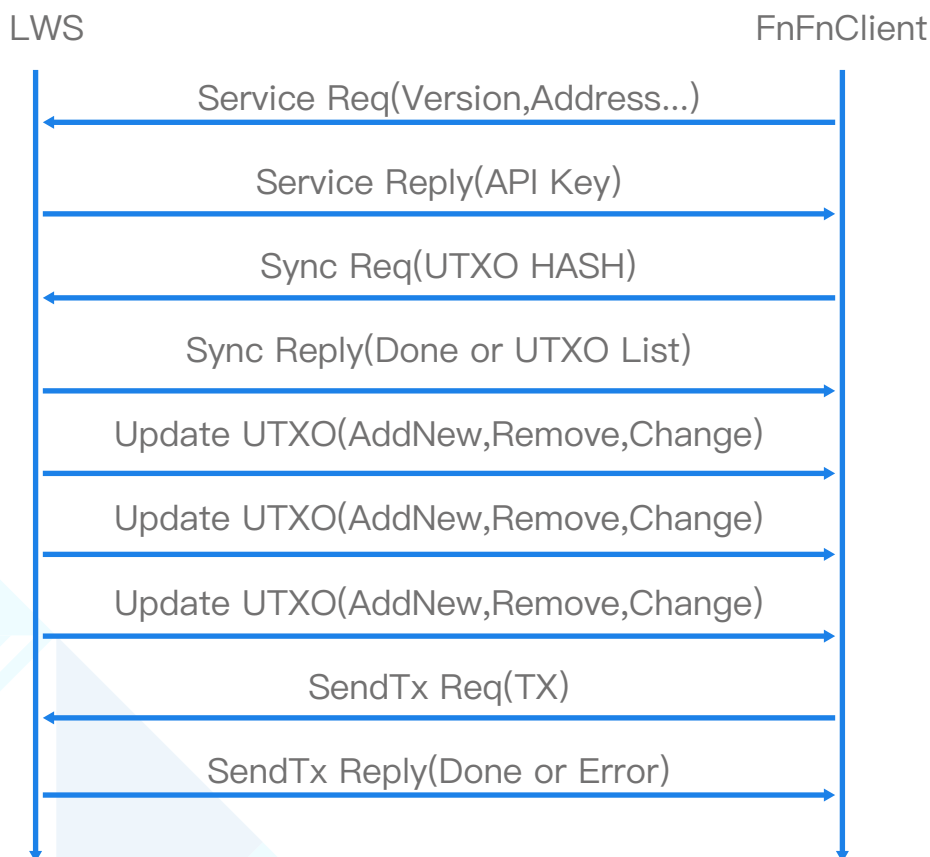 LWS
FnFnClient
Service Req(Version,Address...)
Service Reply(API Key)
Sync Req(UTXO HASH)
Sync Reply(Done or UTXO List)
Update UTXO(AddNew,Remove,Change)
Update UTXO(AddNew,Remove,Change)
Update UTXO(AddNew,Remove,Change)
SendTx Req(TX)
SendTx Reply(Done or Error)